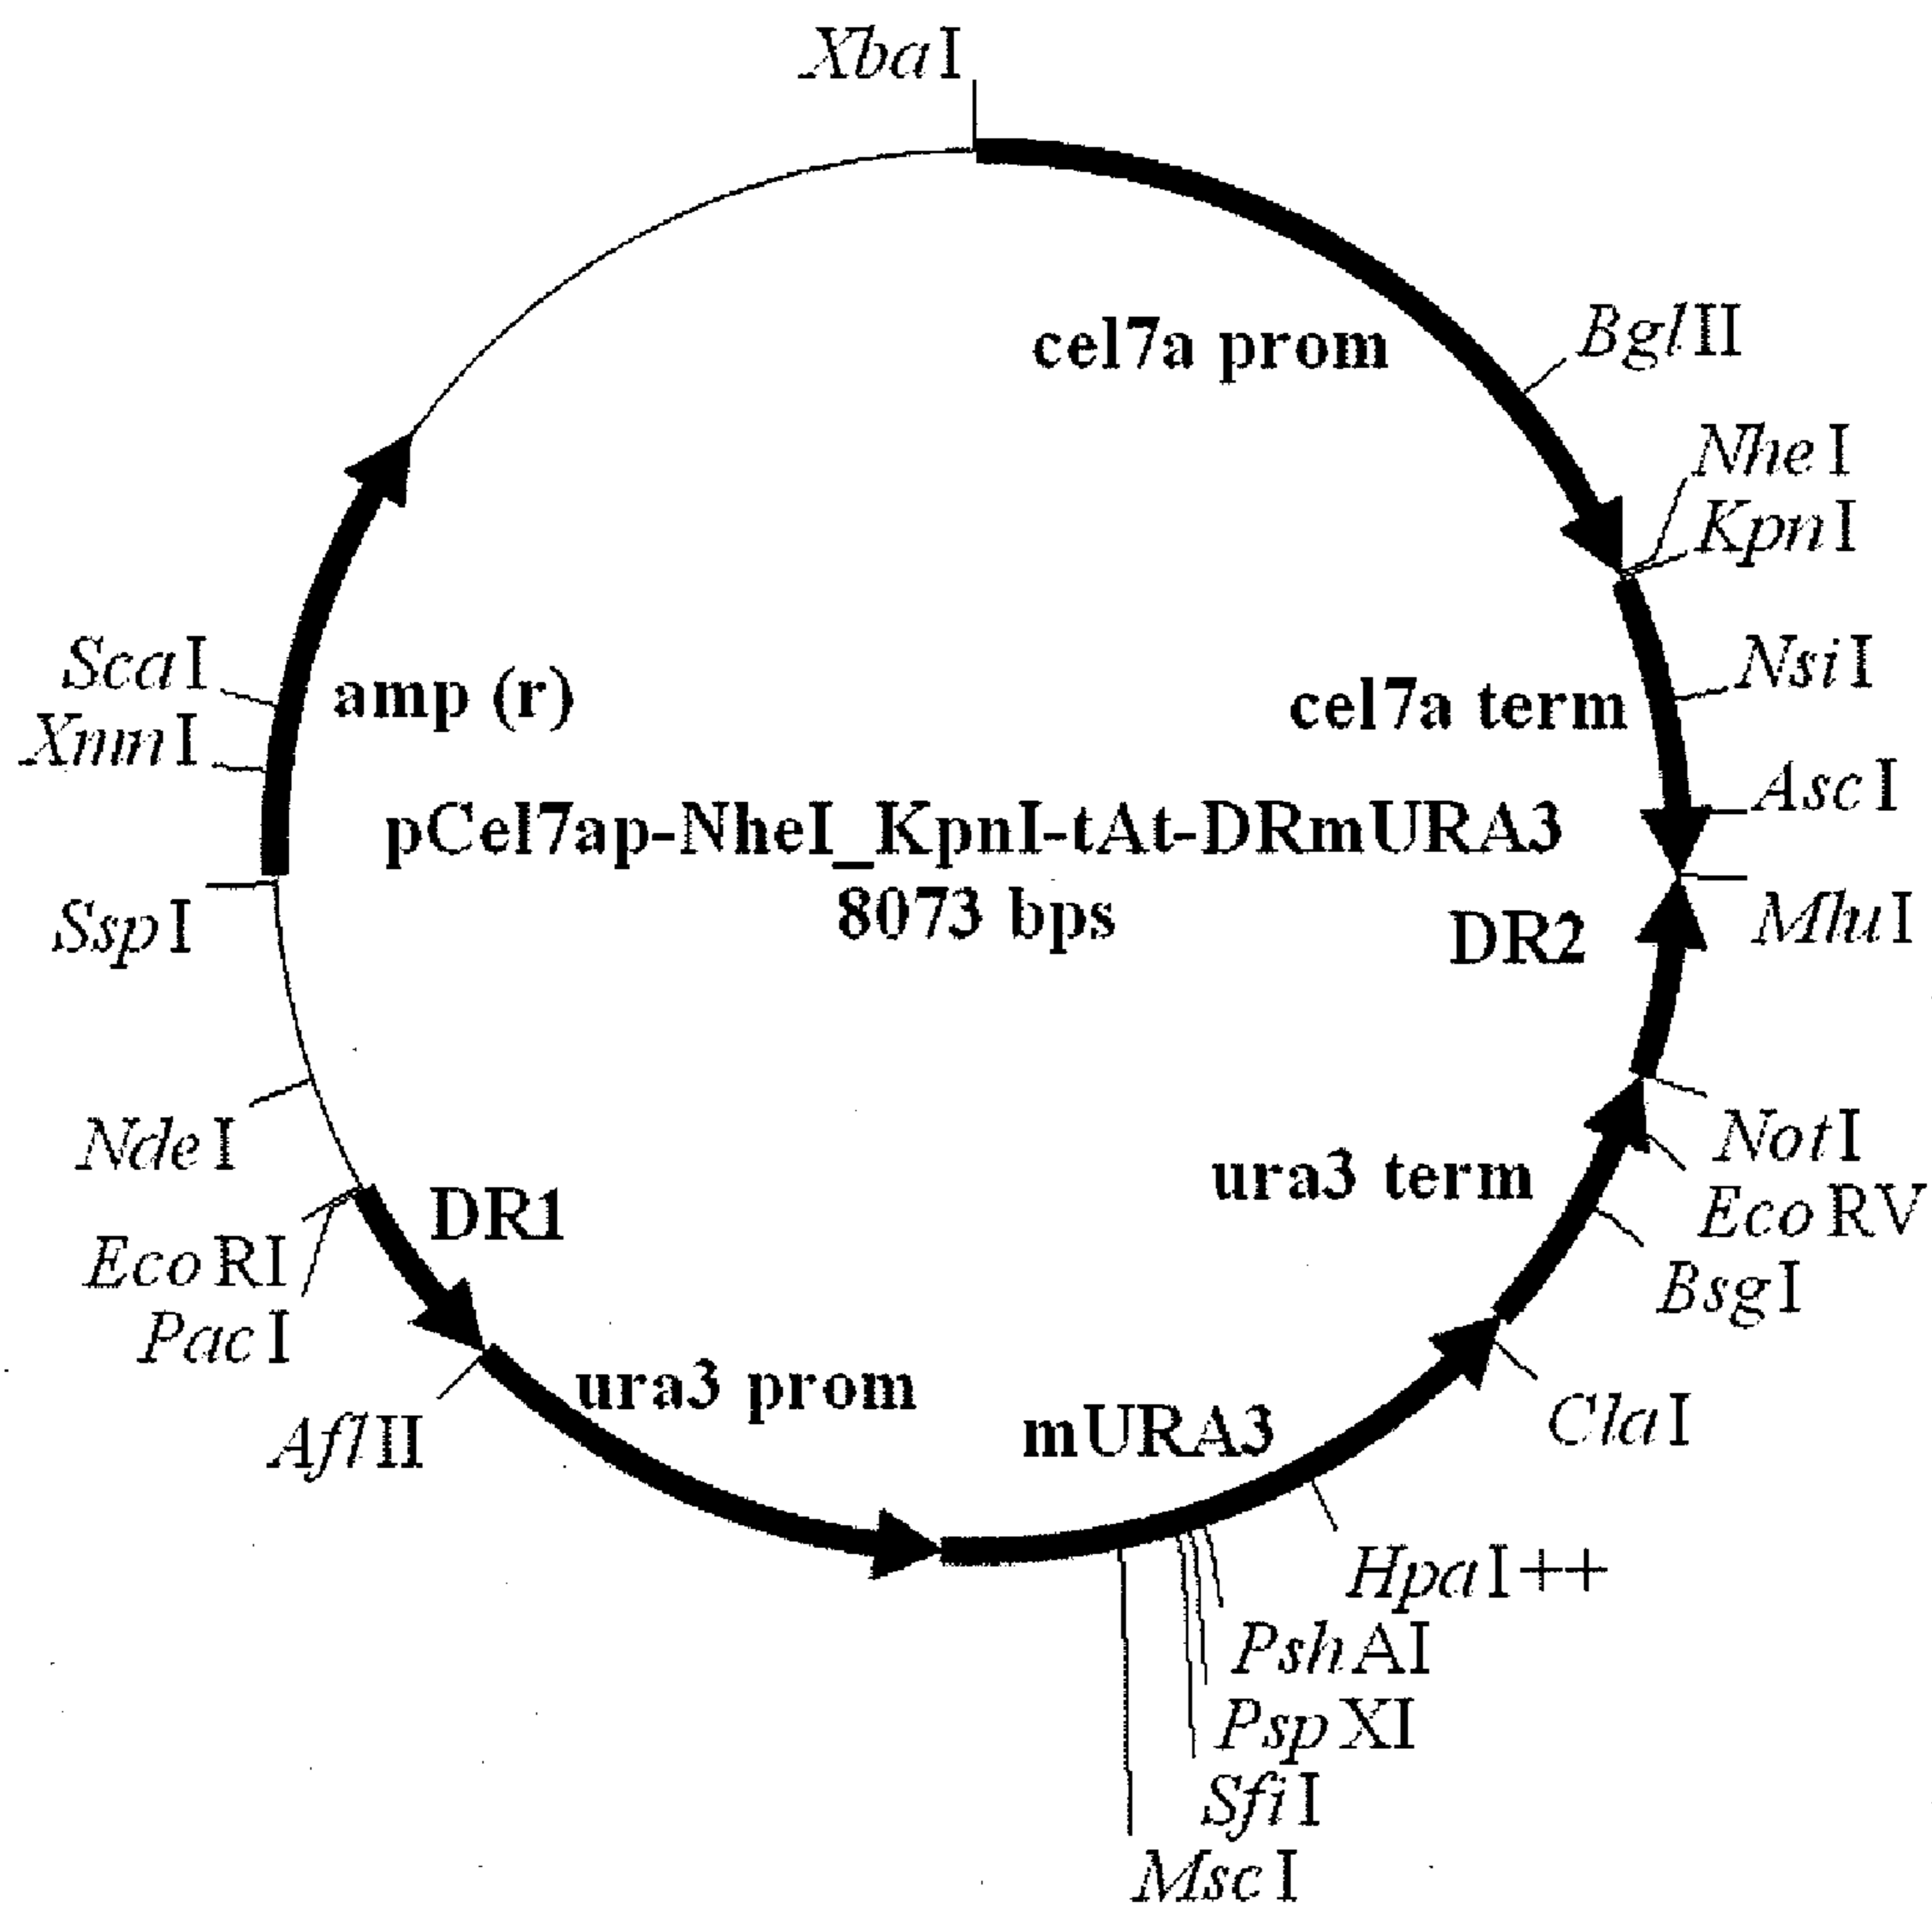 XbaI
cel7a prom
BglII
NheI
KpnI
ScaI
amp (r)
cel7a term
NsiI
XmnI
AscI
pCel7ap-NheI_KpnI-tAt-DRmURA3
8073 bps
SspI
DR2
MluI
NdeI
DR1
ura3 term
NotI
EcoRV
EcoRI
BsgI
PacI
ura3 prom
mURA3
ClaI
AflII
HpaI++
PshAI
PspXI
SfiI
MscI